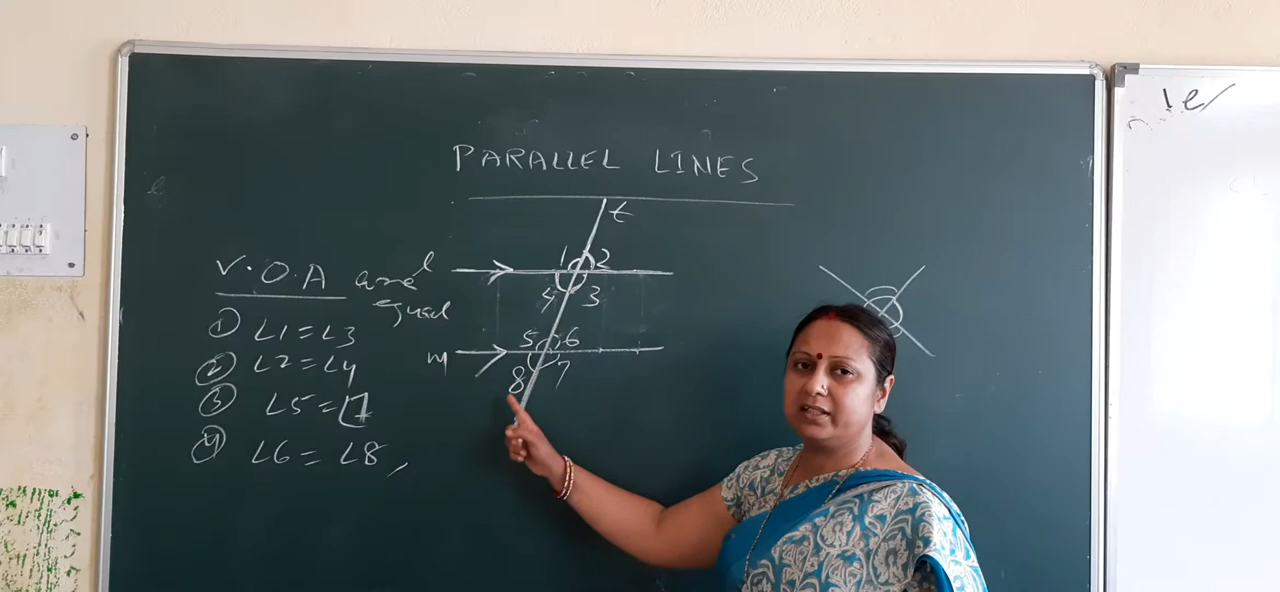 PARALLEL LINES
t
l
1 2
4 3
m
5 6
8 7
V.O.A are equal
① ∠1=∠3
② ∠2=∠4
③ ∠5=∠7
④ ∠6=∠8,